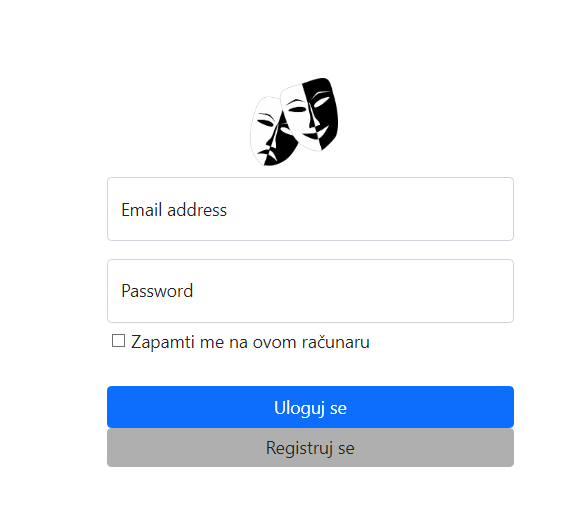 Email address
Password
Zapamti me na ovom računaru
Uloguj se
Registruj se